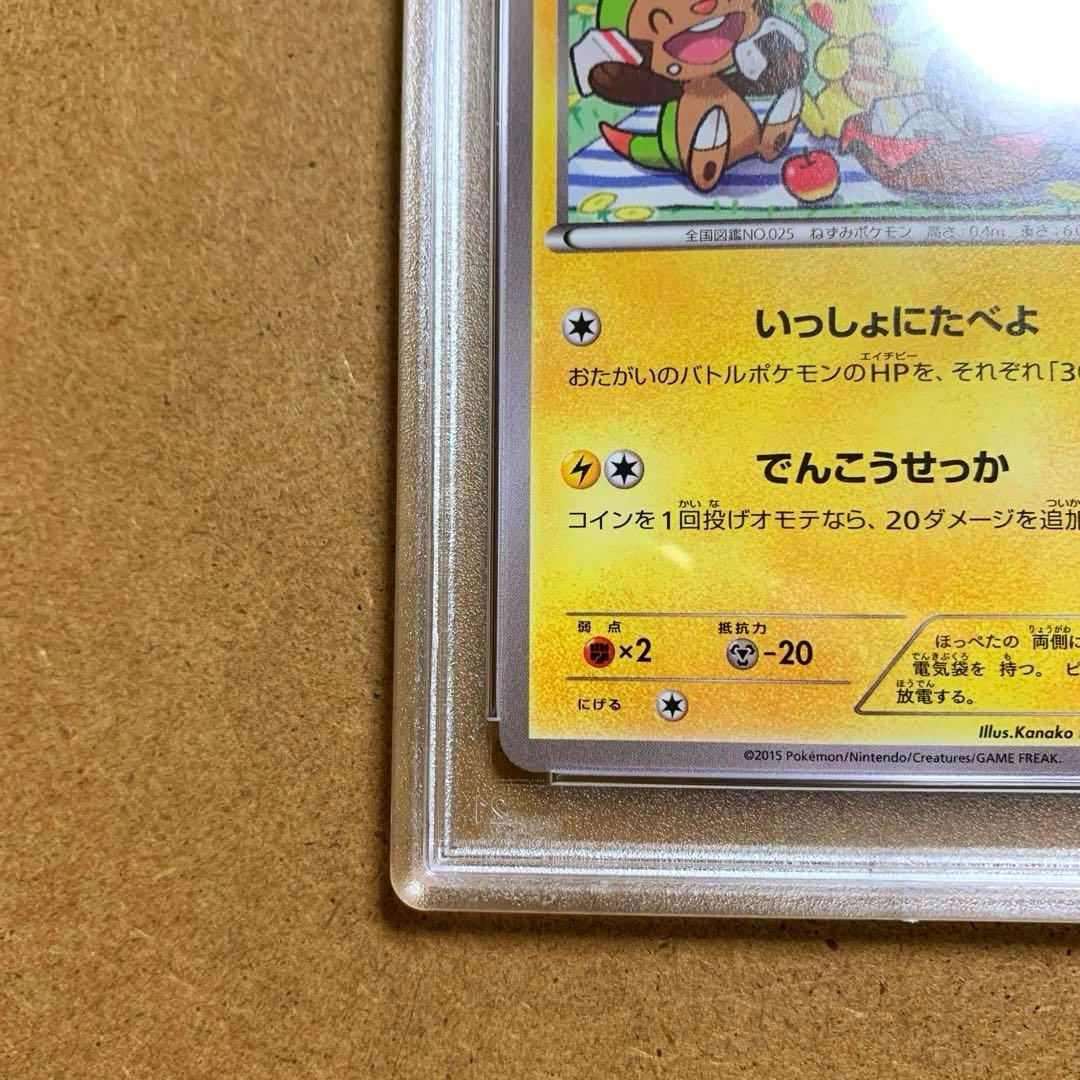 全国図鑑NO.025 ねずみポケモン 高さ:0.4m 重さ:6.0
いっしょにたべよ
エイチピー
おたがいのバトルポケモンのHPを、それぞれ「30
でんこうせっか
かい な ついか
コインを1回投げオモテなら、20ダメージを追加
弱点 抵抗力
×2 -20
りょうがわ
ほっぺたの 両側に
でんきぶくろ も
電気袋を 持つ。 ピ
ほうでん
放電する。
にげる
Illus.Kanako
©2015 Pokémon/Nintendo/Creatures/GAME FREAK.